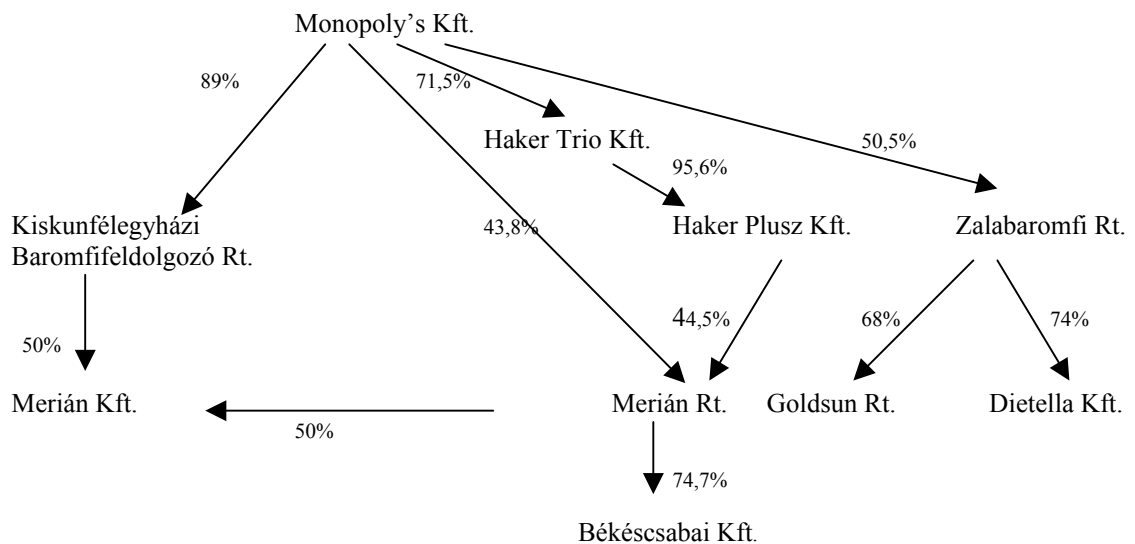 Monopoly's Kft.
89%
71,5%
Haker Trio Kft.
50,5%
95,6%
Kiskunfélegyházi
Baromfifeldolgozó Rt.
43,8%
Haker Plusz Kft.
Zalabaromfi Rt.
44,5%
68%
74%
50%
Merián Kft.
Merián Rt.
Goldsun Rt.
Dietella Kft.
50%
74,7%
Békéscsabai Kft.